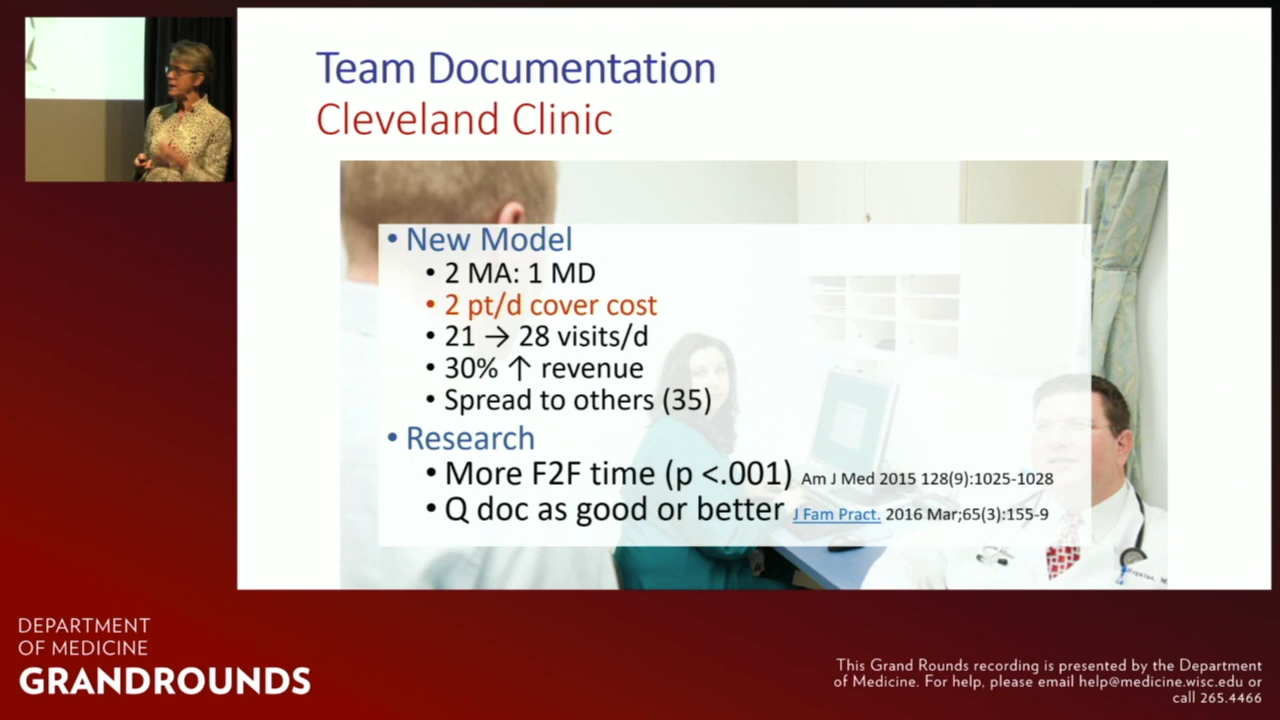 Team Documentation
Cleveland Clinic
• New Model
• 2 MA: 1 MD
• 2 pt/d cover cost
• 21 → 28 visits/d
• 30% ↑ revenue
• Spread to others (35)
• Research
• More F2F time (p <.001) Am J Med 2015 128(9):1025-1028
• Q doc as good or better J Fam Pract. 2016 Mar;65(3):155-9
DEPARTMENT
OF MEDICINE
GRANDROUNDS
This Grand Rounds recording is presented by the Department
of Medicine. For help, please email help@medicine.wisc.edu or
call 265.4466